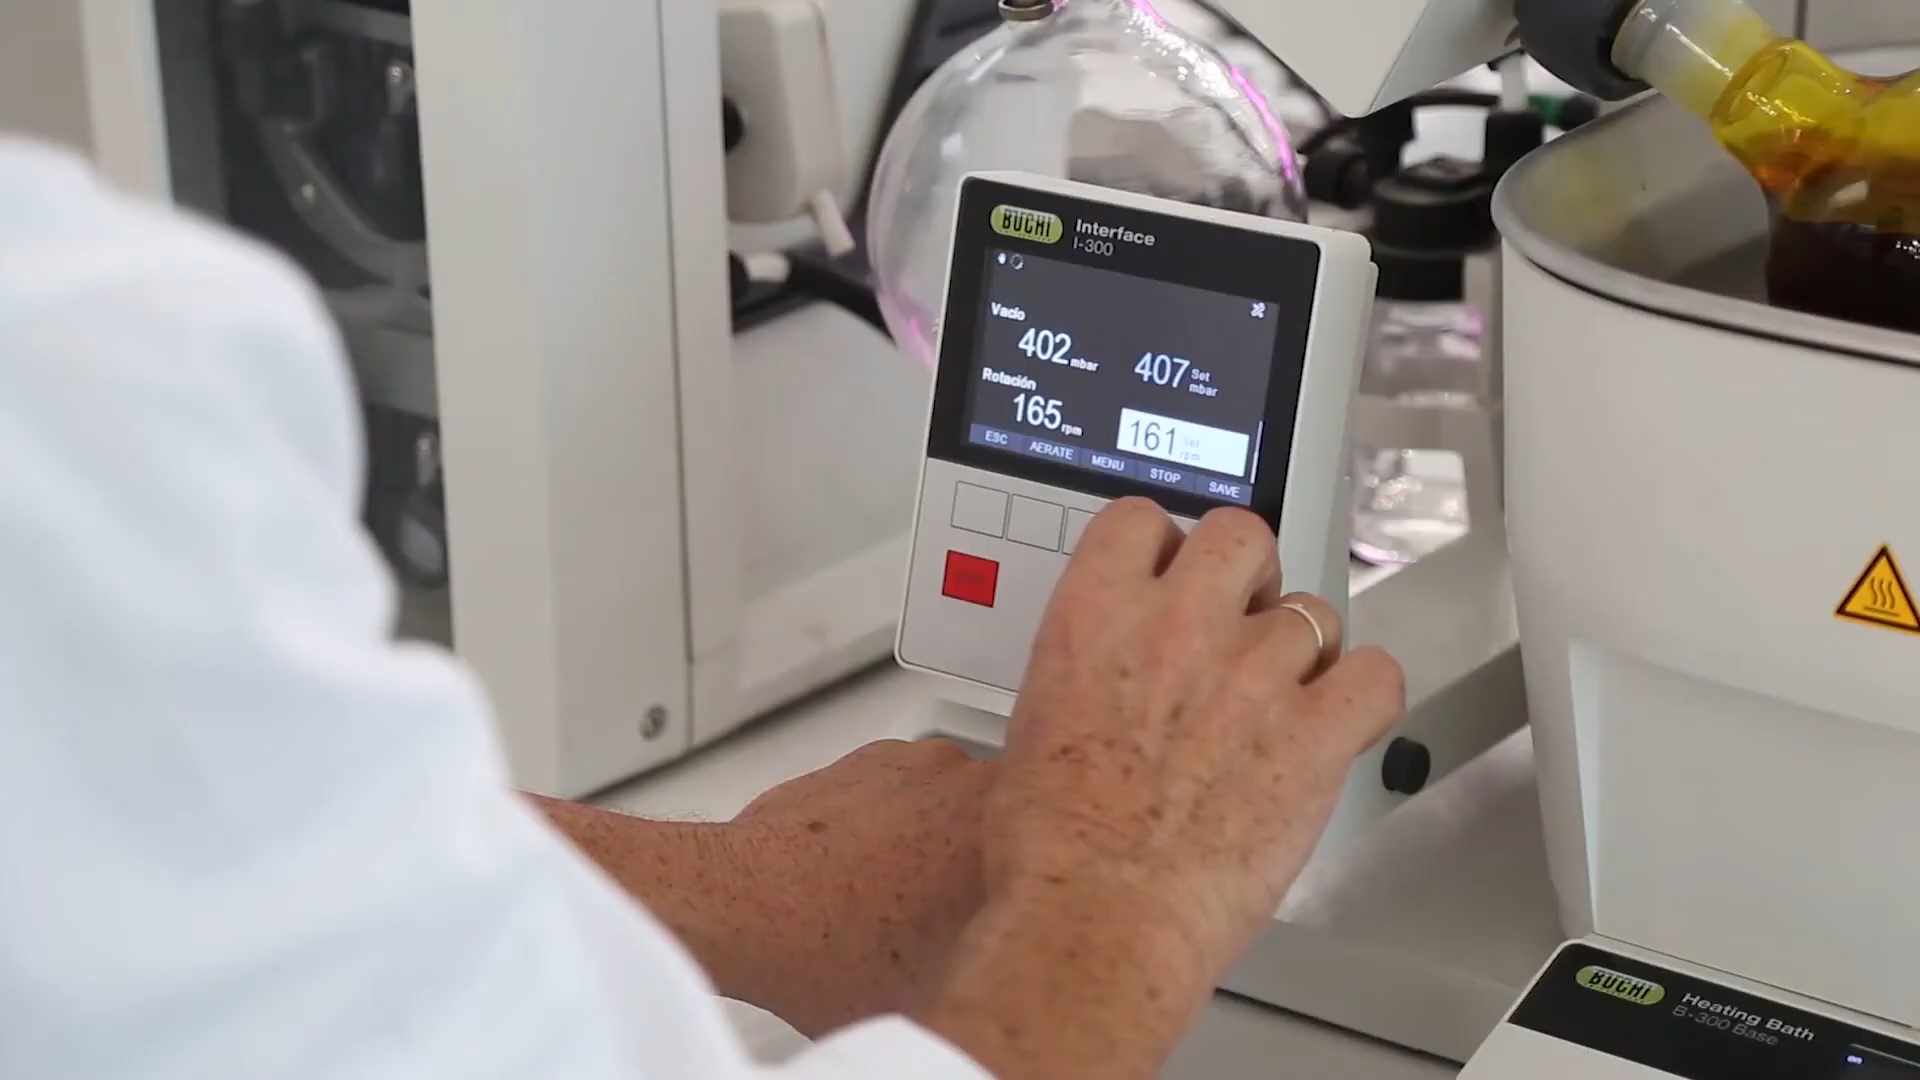 BUCHI
Interface
I-300
Vacío
402 mbar
407 Set mbar
Rotación
165 rpm
161 Set rpm
ESC AERATE MENU STOP SAVE
BUCHI
Heating Bath
B-300 Base
on